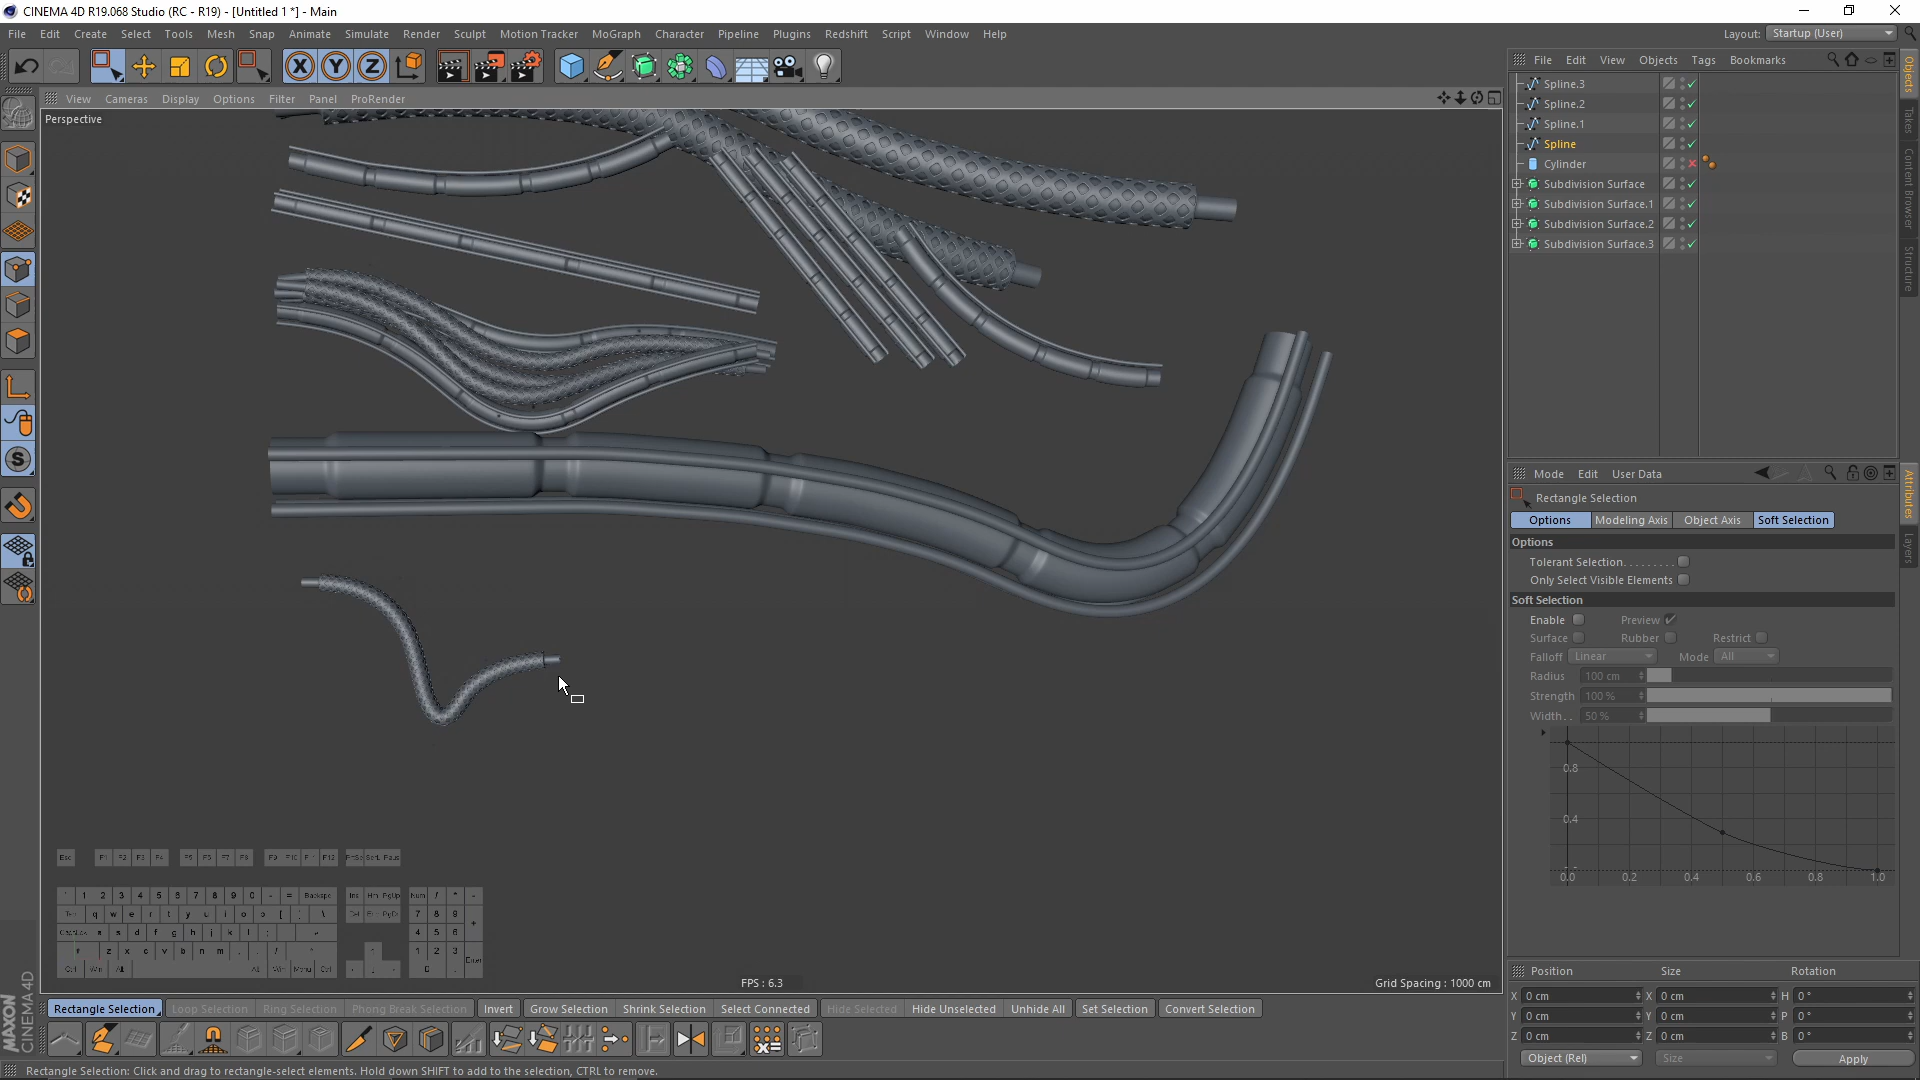 CINEMA 4D R19.068 Studio (RC - R19) - [Untitled 1 *] - Main
File Edit Create Select Tools Mesh Snap Animate Simulate Render Sculpt Motion Tracker MoGraph Character Pipeline Plugins Redshift Script Window Help Layout: Startup (User)
File Edit View Objects Tags Bookmarks
View Cameras Display Options Filter Panel ProRender
Perspective
Spline.3
Spline.2
Spline.1
Spline
Cylinder
Subdivision Surface
Subdivision Surface.1
Subdivision Surface.2
Subdivision Surface.3
Objects
Takes
Content Browser
Structure
Mode Edit User Data
Attributes
Layers
Rectangle Selection
Options Modeling Axis Object Axis Soft Selection
Options
Tolerant Selection.........
Only Select Visible Elements
Soft Selection
Enable Preview
Surface Rubber Restrict
Falloff Linear Mode All
Radius 100 cm
Strength 100 %
Width.. 50 %
0.8
0.4
0.0 0.2 0.4 0.6 0.8 1.0
FPS : 6.3
Grid Spacing : 1000 cm
Position Size Rotation
X 0 cm X 0 cm H 0 °
Y 0 cm Y 0 cm P 0 °
Z 0 cm Z 0 cm B 0 °
Object (Rel) Size Apply
Rectangle Selection Loop Selection Ring Selection Phong Break Selection Invert Grow Selection Shrink Selection Select Connected Hide Selected Hide Unselected Unhide All Set Selection Convert Selection
MAXON
CINEMA 4D
Rectangle Selection: Click and drag to rectangle-select elements. Hold down SHIFT to add to the selection, CTRL to remove.